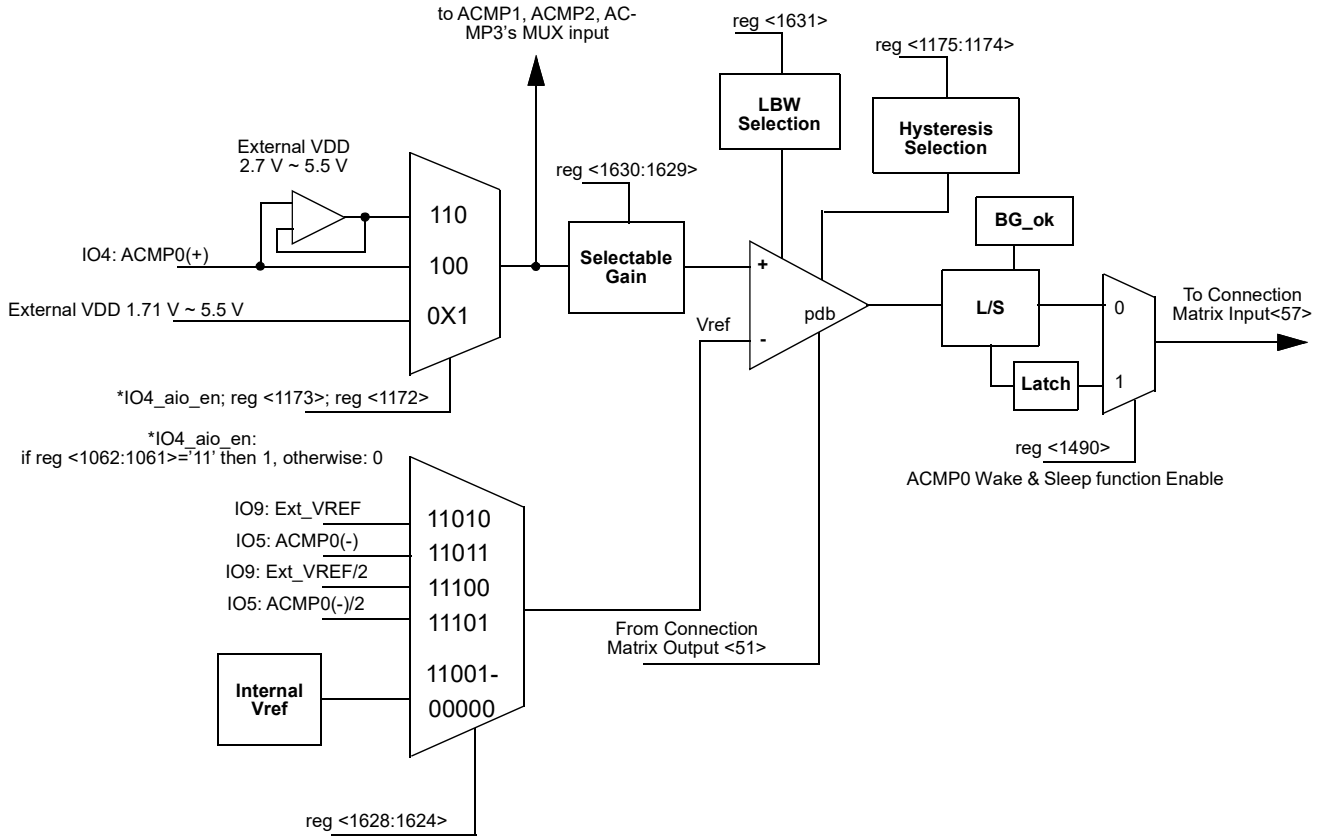 to ACMP1, ACMP2, AC-
MP3's MUX input
reg <1631>
reg <1175:1174>
LBW
Selection
Hysteresis
Selection
External VDD
2.7 V ~ 5.5 V
reg <1630:1629>
110
BG_ok
IO4: ACMP0(+)
100
Selectable
Gain
+
External VDD 1.71 V ~ 5.5 V
0X1
Vref
pdb
-
L/S
0
To Connection
Matrix Input<57>
Latch
1
*IO4_aio_en; reg <1173>; reg <1172>
*IO4_aio_en:
if reg <1062:1061>='11' then 1, otherwise: 0
reg <1490>
ACMP0 Wake & Sleep function Enable
IO9: Ext_VREF
11010
IO5: ACMP0(-)
11011
IO9: Ext_VREF/2
11100
IO5: ACMP0(-)/2
11101
From Connection
Matrix Output <51>
Internal
Vref
11001-
00000
reg <1628:1624>